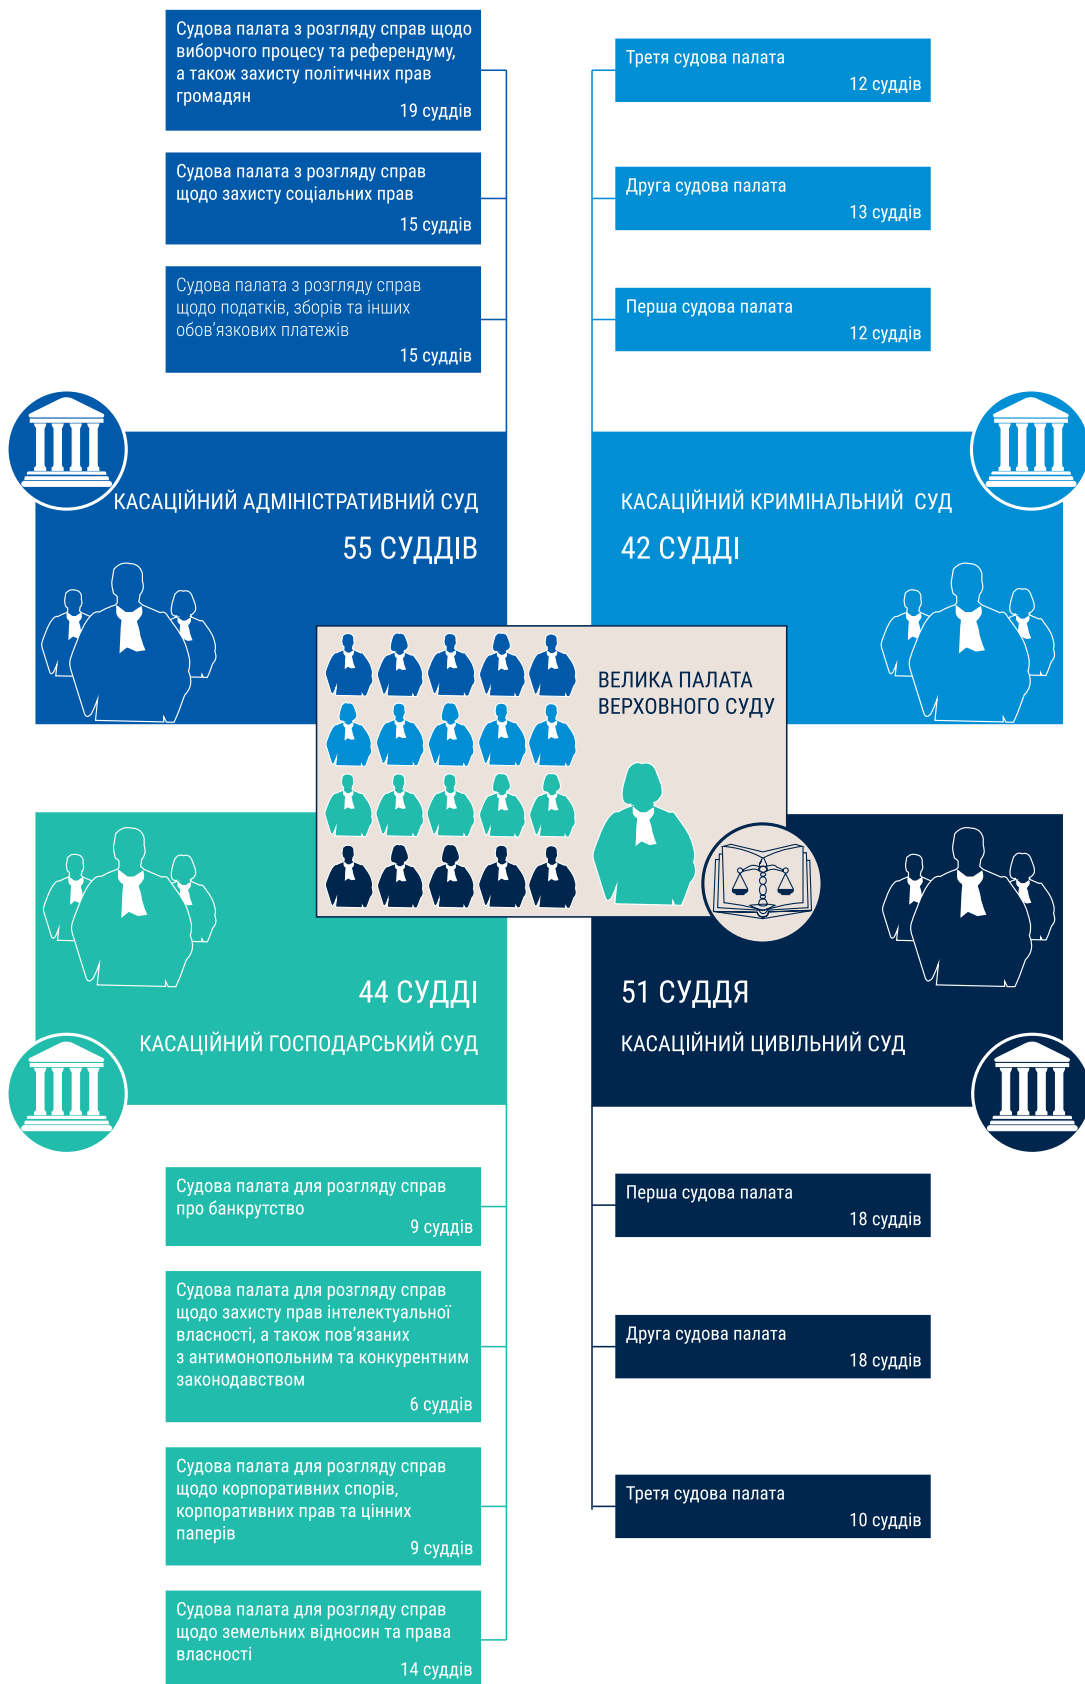 Судова палата з розгляду справ щодо
виборчого процесу та референдуму,
а також захисту політичних прав
громадян
19 суддів
Судова палата з розгляду справ
щодо захисту соціальних прав
15 суддів
Судова палата з розгляду справ
щодо податків, зборів та інших
обов’язкових платежів
15 суддів
Третя судова палата
12 суддів
Друга судова палата
13 суддів
Перша судова палата
12 суддів
КАСАЦІЙНИЙ АДМІНІСТРАТИВНИЙ СУД
55 СУДДІВ
КАСАЦІЙНИЙ КРИМІНАЛЬНИЙ СУД
42 СУДДІ
ВЕЛИКА ПАЛАТА
ВЕРХОВНОГО СУДУ
44 СУДДІ
КАСАЦІЙНИЙ ГОСПОДАРСЬКИЙ СУД
51 СУДДЯ
КАСАЦІЙНИЙ ЦИВІЛЬНИЙ СУД
Судова палата для розгляду справ
про банкрутство
9 суддів
Судова палата для розгляду справ
щодо захисту прав інтелектуальної
власності, а також пов’язаних
з антимонопольним та конкурентним
законодавством
6 суддів
Судова палата для розгляду справ
щодо корпоративних спорів,
корпоративних прав та цінних
паперів
9 суддів
Судова палата для розгляду справ
щодо земельних відносин та права
власності
14 суддів
Перша судова палата
18 суддів
Друга судова палата
18 суддів
Третя судова палата
10 суддів